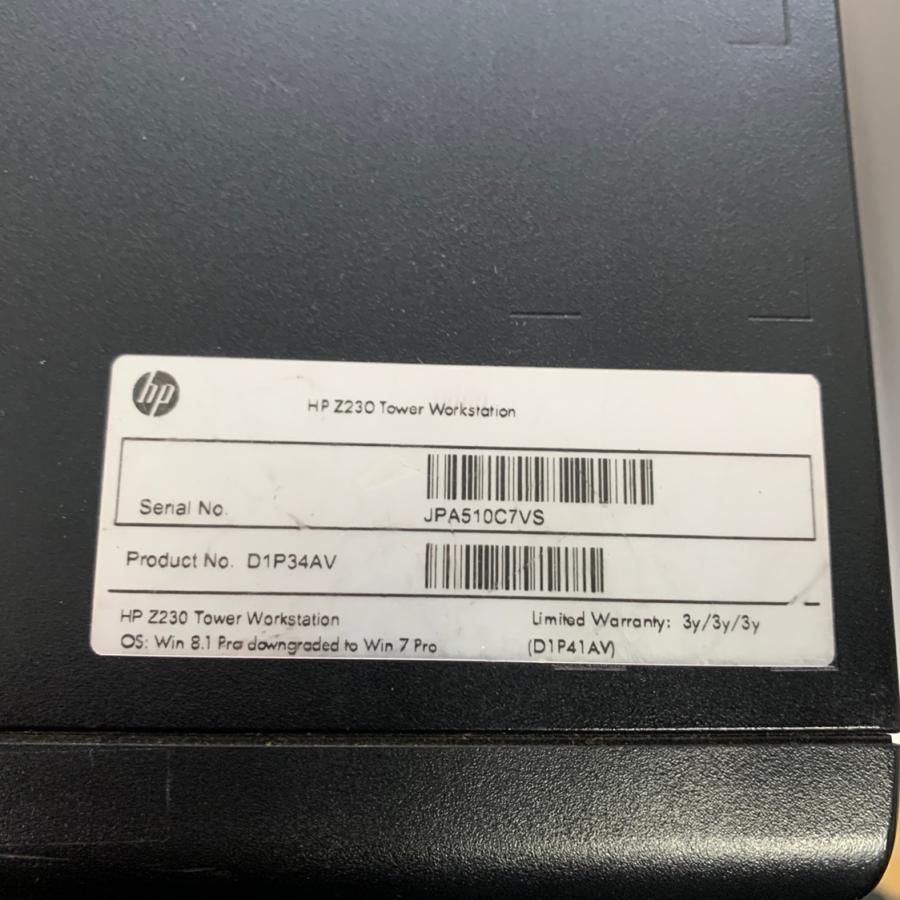 hp
HP Z230 Tower Workstation
Serial No.
JPA510C7VS
Product No. D1P34AV
HP Z230 Tower Workstation Limited Warranty: 3y/3y/3y
OS: Win 8.1 Pro downgraded to Win 7 Pro (D1P41AV)